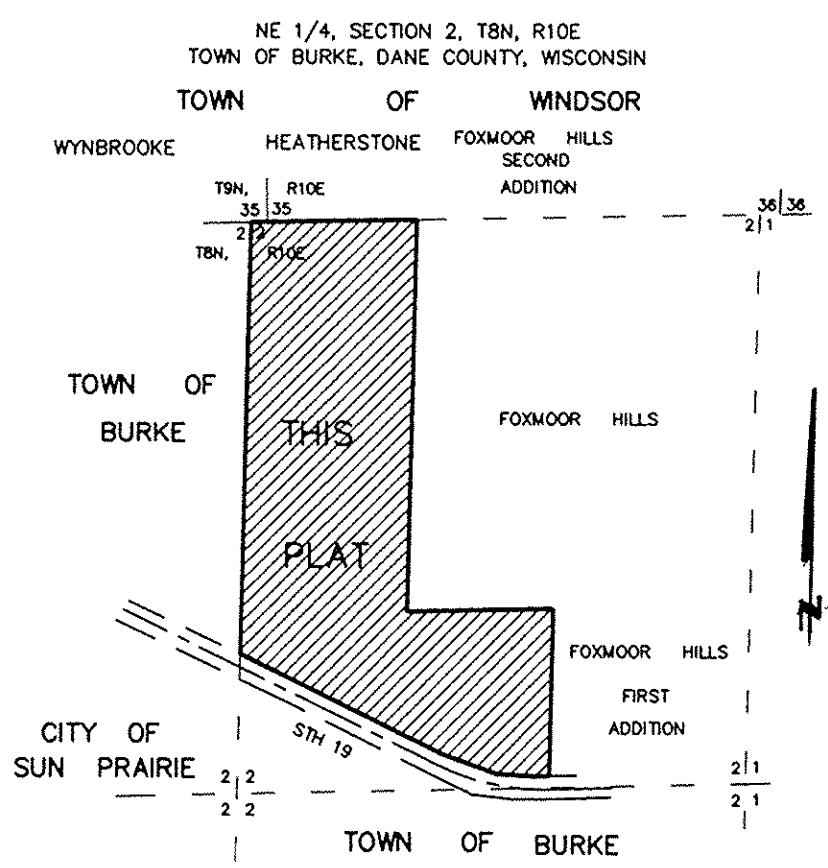 NE 1/4, SECTION 2, T8N, R10E
TOWN OF BURKE, DANE COUNTY, WISCONSIN
TOWN OF WINDSOR
WYNBROOKE
HEATHERSTONE
FOXMOOR HILLS
SECOND
ADDITION
T9N, R10E
35 35
36 36
2 2
2 1
T8N, R10E
TOWN OF
BURKE
THIS
PLAT
FOXMOOR HILLS
N
FOXMOOR HILLS
FIRST
ADDITION
STH 19
CITY OF
SUN PRAIRIE
2 2
2 2
2 1
2 1
TOWN OF BURKE